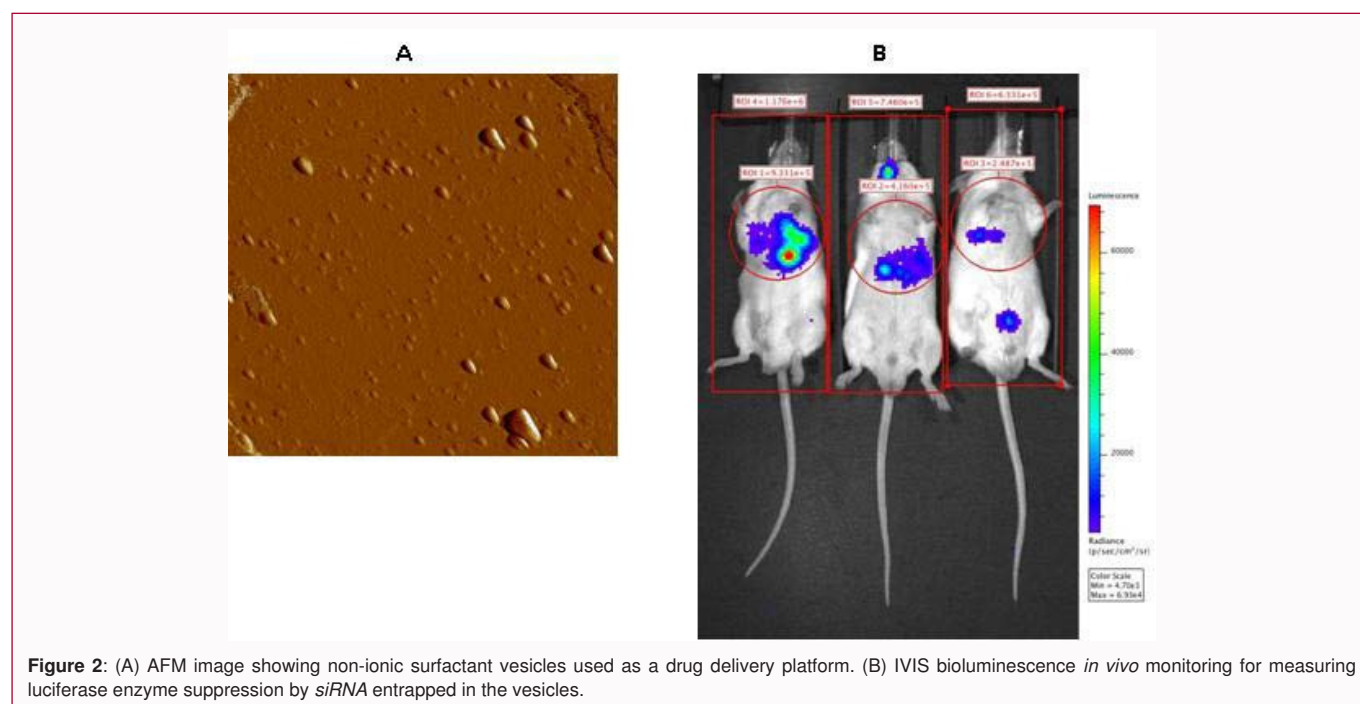 A
B
ROI 4=1.176e+6
ROI 5=7.460e+5
ROI 6=6.531e+5
ROI 1=9.331e+5
ROI 2=4.160e+5
ROI 3=2.487e+5
Luminescence
60000
40000
20000
Radiance
(p/sec/cm²/sr)
Color Scale
Min = 4.70e3
Max = 6.93e4
Figure 2: (A) AFM image showing non-ionic surfactant vesicles used as a drug delivery platform. (B) IVIS bioluminescence in vivo monitoring for measuring
luciferase enzyme suppression by siRNA entrapped in the vesicles.